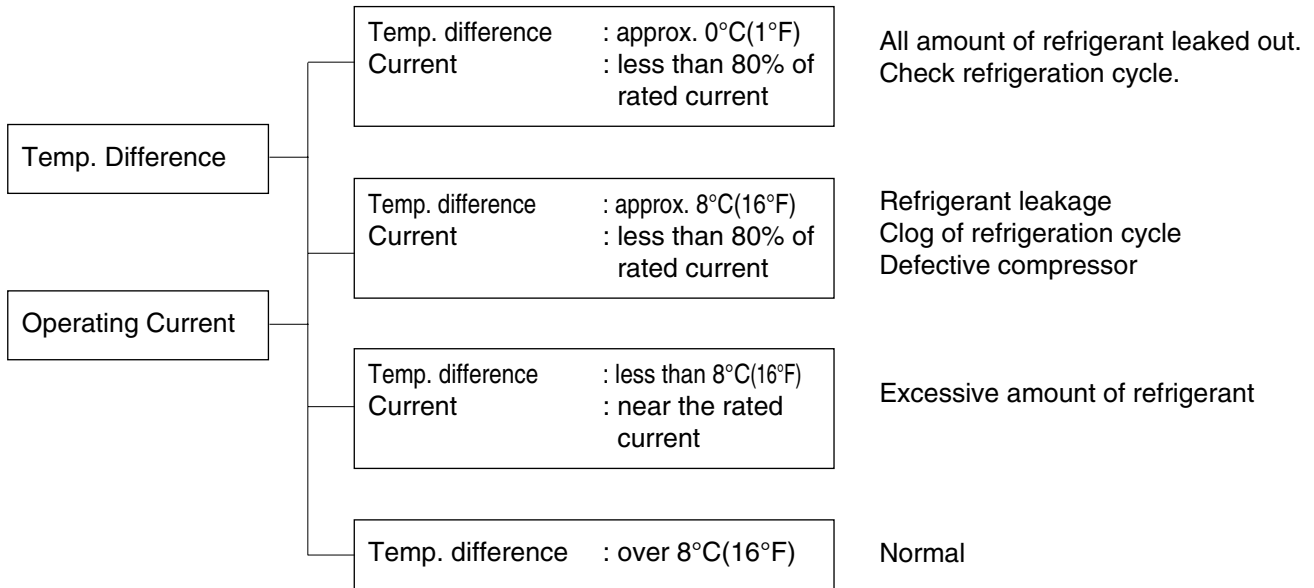 Temp. Difference
Operating Current
Temp. difference : approx. 0°C(1°F)
Current : less than 80% of
rated current
All amount of refrigerant leaked out.
Check refrigeration cycle.
Temp. difference : approx. 8°C(16°F)
Current : less than 80% of
rated current
Refrigerant leakage
Clog of refrigeration cycle
Defective compressor
Temp. difference : less than 8°C(16°F)
Current : near the rated
current
Excessive amount of refrigerant
Temp. difference : over 8°C(16°F)
Normal